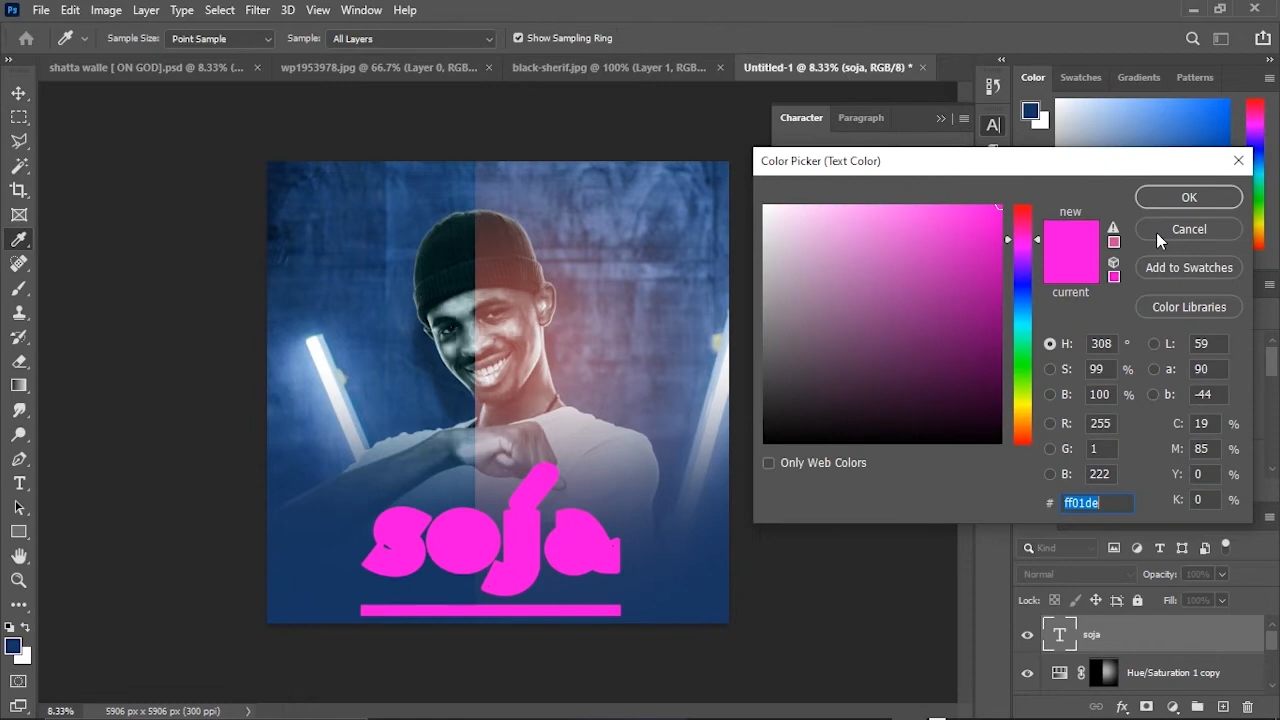 Ps File Edit Image Layer Type Select Filter 3D View Window Help
Sample Size: Point Sample Sample: All Layers Show Sampling Ring
shatta walle [ ON GOD].psd @ 8.33% (... × wp1953978.jpg @ 66.7% (Layer 0, RGB... × black-sherif.jpg @ 100% (Layer 1, RGB... × Untitled-1 @ 8.33% (soja, RGB/8) * ×
Color Swatches Gradients Patterns
Character Paragraph
Color Picker (Text Color)
new
OK
Cancel
Add to Swatches
current
Color Libraries
H: 308 ° L: 59
S: 99 % a: 90
B: 100 % b: -44
R: 255 C: 19 %
G: 1 M: 85 %
B: 222 Y: 0 %
# ff01de K: 0 %
Only Web Colors
soja
Kind
Normal Opacity: 100%
Lock: Fill: 100%
T soja
Hue/Saturation 1 copy
8.33% 5906 px x 5906 px (300 ppi)